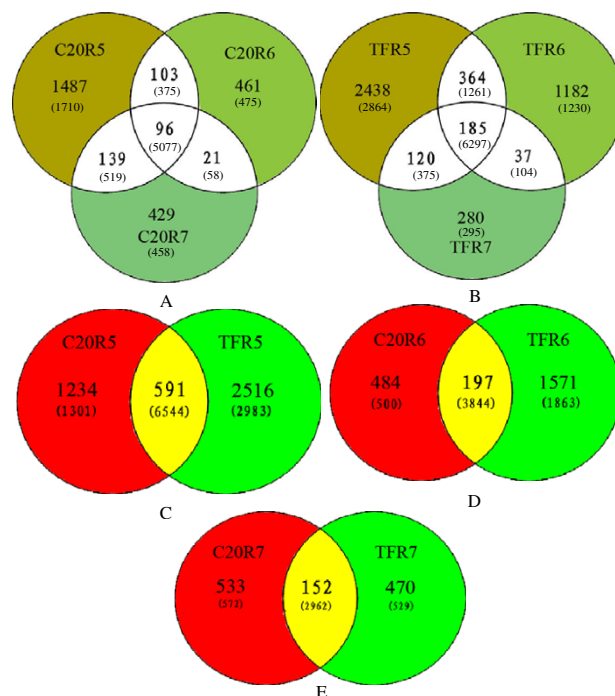 C20R5
C20R6
1487
(1710)
103
(375)
461
(475)
96
(5077)
139
(519)
21
(58)
429
C20R7
(458)
A
TFR5
TFR6
2438
(2864)
364
(1261)
1182
(1230)
185
(6297)
120
(375)
37
(104)
280
(295)
TFR7
B
C20R5
TFR5
1234
(1301)
591
(6544)
2516
(2983)
C
C20R6
TFR6
484
(500)
197
(3844)
1571
(1863)
D
C20R7
TFR7
533
(572)
152
(2962)
470
(529)
E